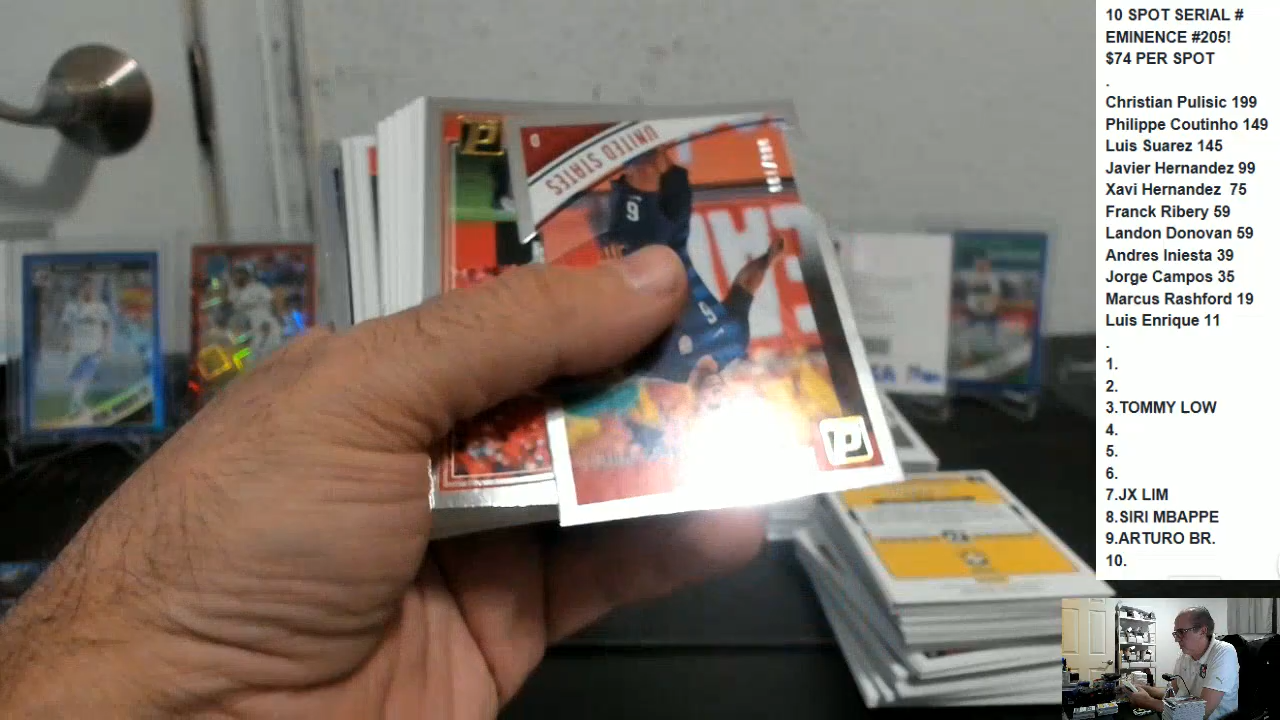 10 SPOT SERIAL #
EMINENCE #205!
$74 PER SPOT
.
Christian Pulisic 199
Philippe Coutinho 149
Luis Suarez 145
Javier Hernandez 99
Xavi Hernandez 75
Franck Ribery 59
Landon Donovan 59
Andres Iniesta 39
Jorge Campos 35
Marcus Rashford 19
Luis Enrique 11
.
1.
2.
3.TOMMY LOW
4.
5.
6.
7.JX LIM
8.SIRI MBAPPE
9.ARTURO BR.
10.
UNITED STATES
9
9
P
P